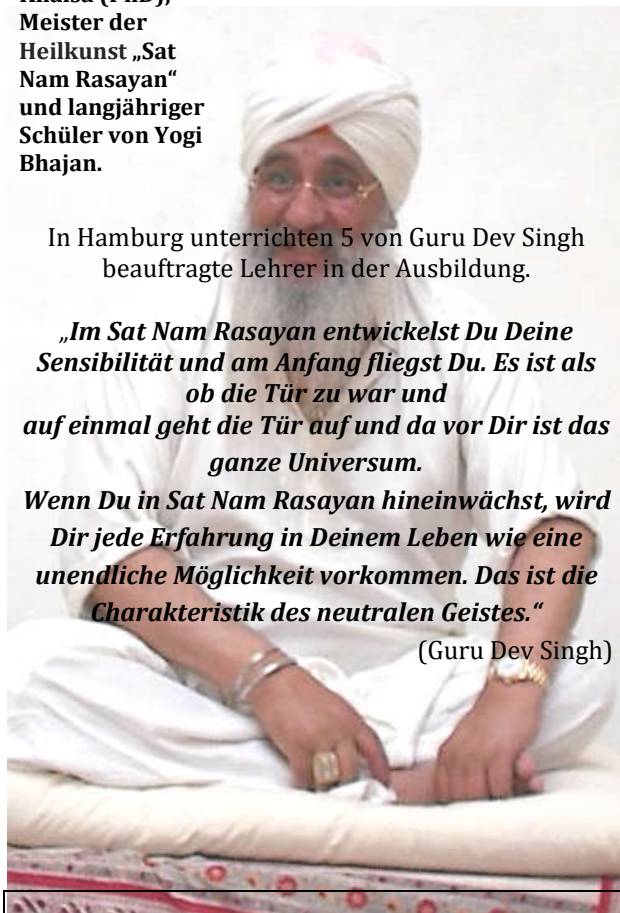 Meister der
Heilkunst „Sat
Nam Rasayan“
und langjähriger
Schüler von Yogi
Bhajan.
In Hamburg unterrichten 5 von Guru Dev Singh
beauftragte Lehrer in der Ausbildung.
„Im Sat Nam Rasayan entwickelst Du Deine
Sensibilität und am Anfang fliegst Du. Es ist als
ob die Tür zu war und
auf einmal geht die Tür auf und da vor Dir ist das
ganze Universum.
Wenn Du in Sat Nam Rasayan hineinwächst, wird
Dir jede Erfahrung in Deinem Leben wie eine
unendliche Möglichkeit vorkommen. Das ist die
Charakteristik des neutralen Geistes.“
(Guru Dev Singh)